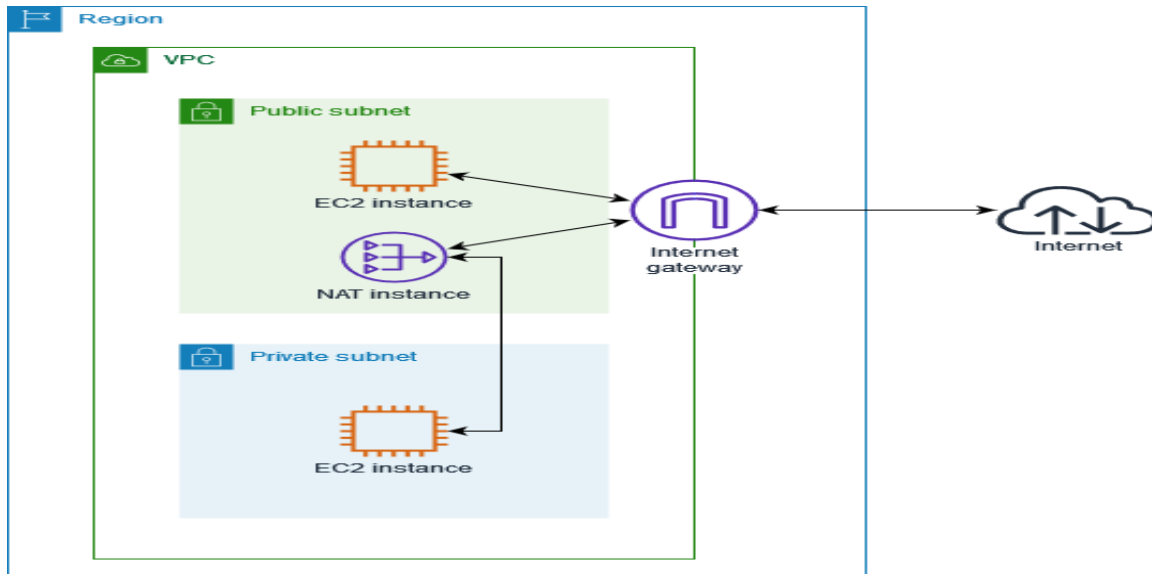 Region
VPC
Public subnet
EC2 instance
NAT instance
Internet
gateway
Internet
Private subnet
EC2 instance